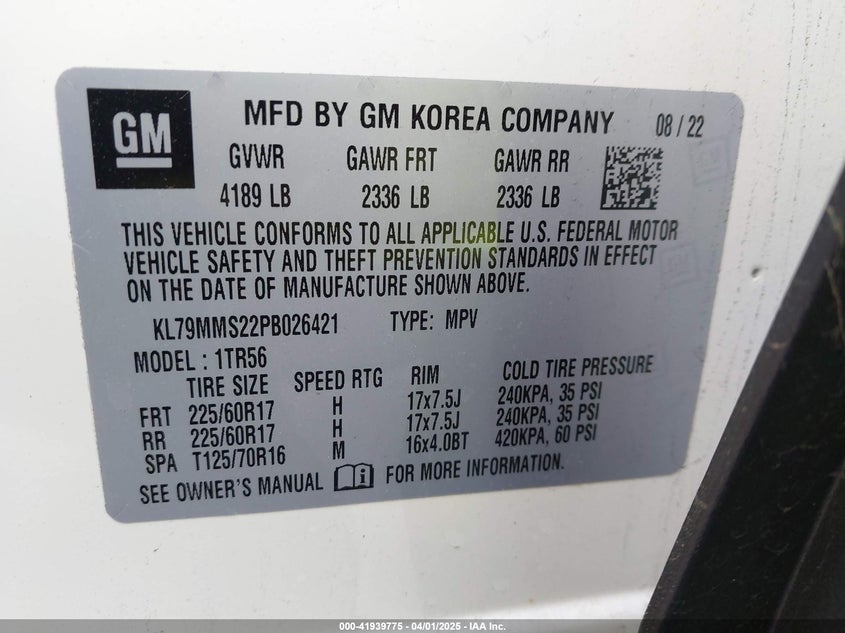 GM
MFD BY GM KOREA COMPANY 08 / 22
GVWR GAWR FRT GAWR RR
4189 LB 2336 LB 2336 LB
THIS VEHICLE CONFORMS TO ALL APPLICABLE U.S. FEDERAL MOTOR
VEHICLE SAFETY AND THEFT PREVENTION STANDARDS IN EFFECT
ON THE DATE OF MANUFACTURE SHOWN ABOVE.
KL79MMS22PB026421 TYPE: MPV
MODEL : 1TR56
TIRE SIZE SPEED RTG RIM COLD TIRE PRESSURE
FRT 225/60R17 H 17x7.5J 240KPA, 35 PSI
RR 225/60R17 H 17x7.5J 240KPA, 35 PSI
SPA T125/70R16 M 16x4.0BT 420KPA, 60 PSI
SEE OWNER'S MANUAL FOR MORE INFORMATION.
000-41939775 - 04/01/2025 - IAA Inc.